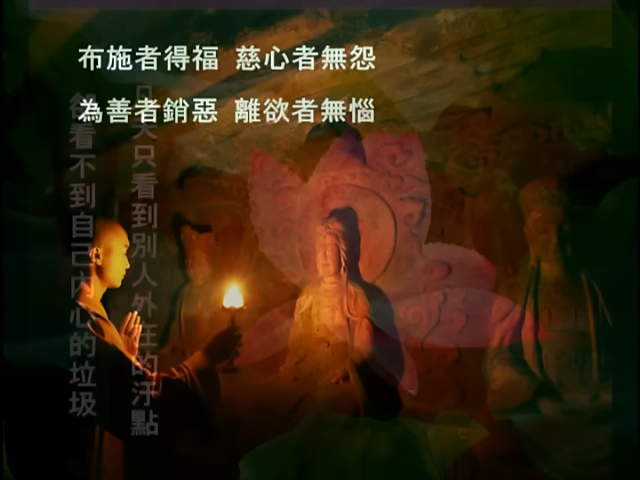 布施者得福 慈心者無怨
為善者銷惡 離欲者無惱
天只看到別人外在的汙點
卻看不到自己內心的垃圾